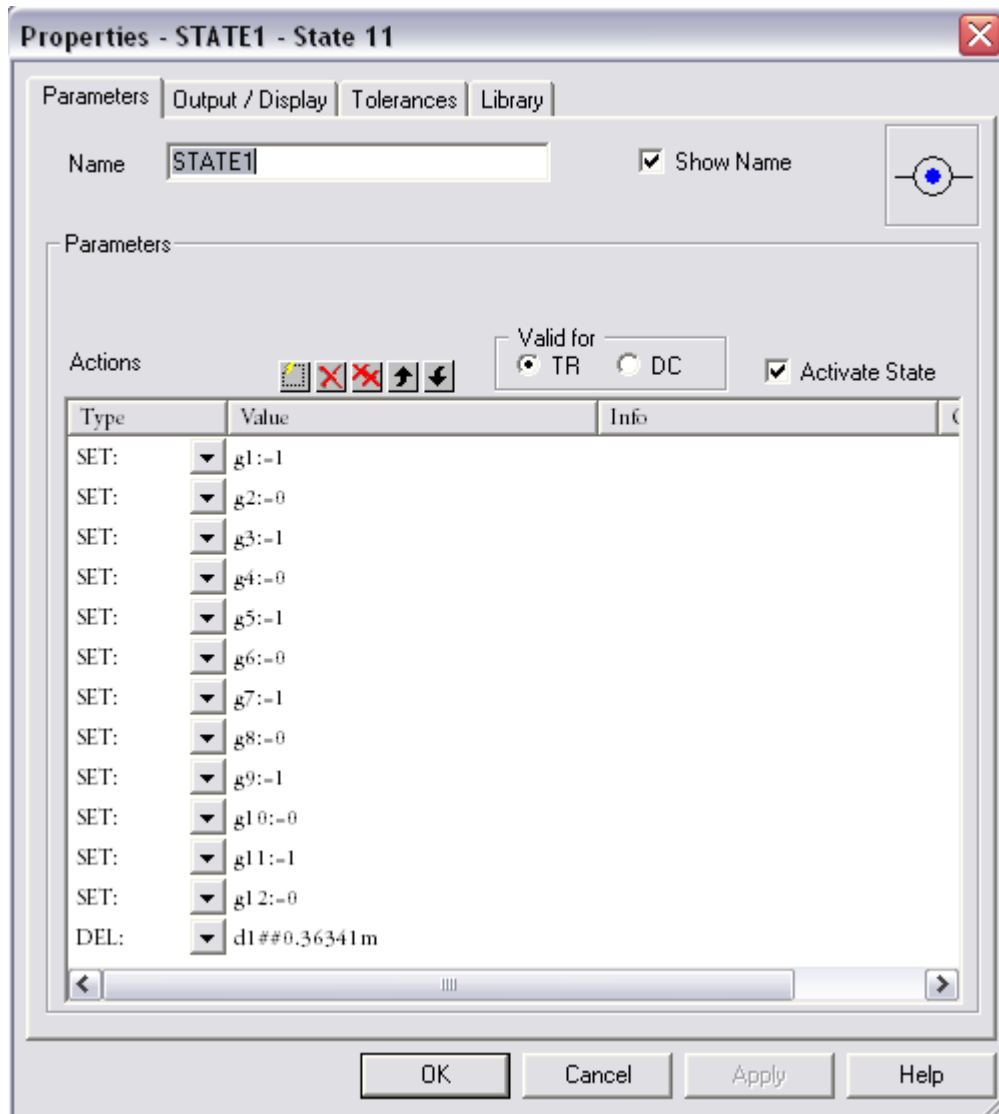 Properties - STATE1 - State 11
Parameters Output / Display Tolerances Library
Name STATE1 Show Name
Parameters
Valid for
Actions TR DC Activate State
Type Value Info
SET: g1:=1
SET: g2:=0
SET: g3:=1
SET: g4:=0
SET: g5:=1
SET: g6:=0
SET: g7:=1
SET: g8:=0
SET: g9:=1
SET: g10:=0
SET: g11:=1
SET: g12:=0
DEL: d1##0.36341m
OK Cancel Apply Help